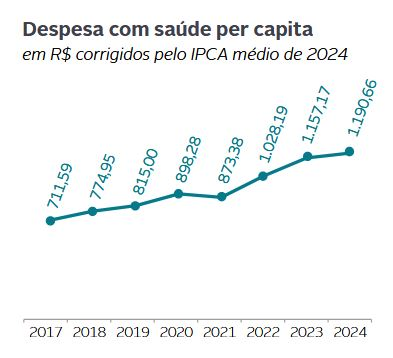 Despesa com saúde per capita
em R$ corrigidos pelo IPCA médio de 2024
711,59
774,95
815,00
898,28
873,38
1.028,19
1.157,17
1.190,66
2017 2018 2019 2020 2021 2022 2023 2024